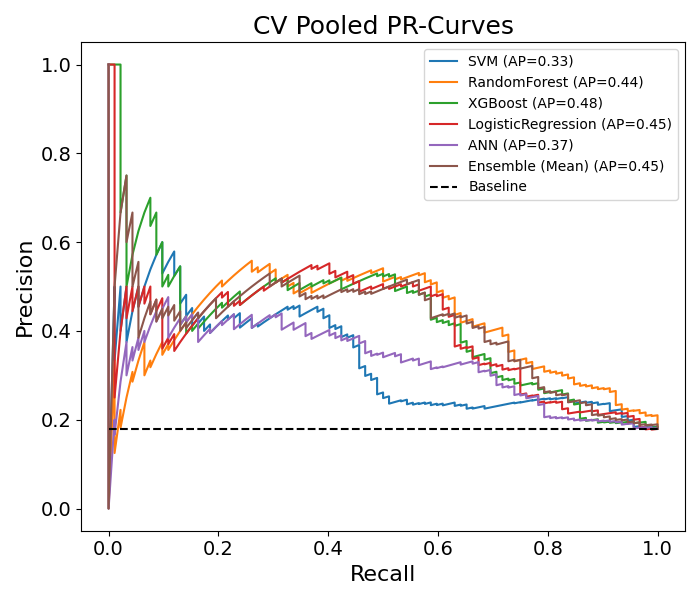 CV Pooled PR-Curves
SVM (AP=0.33)
RandomForest (AP=0.44)
XGBoost (AP=0.48)
LogisticRegression (AP=0.45)
ANN (AP=0.37)
Ensemble (Mean) (AP=0.45)
Baseline
Precision
1.0
0.8
0.6
0.4
0.2
0.0
0.0 0.2 0.4 0.6 0.8 1.0
Recall